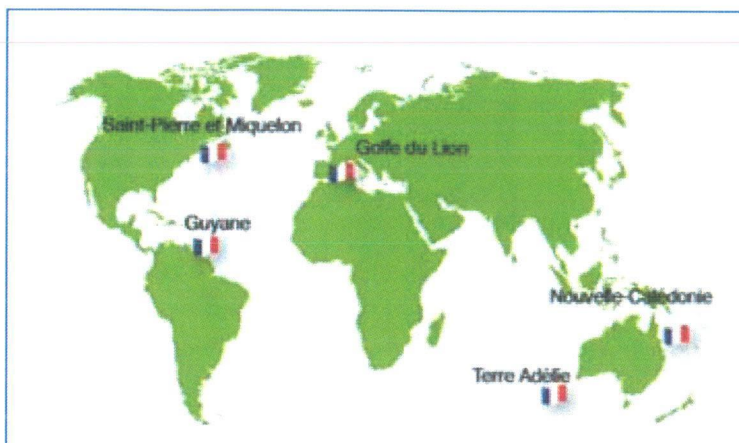 Saint-Pierre et Miquelon
Golfe du Lion
Guyane
Nouvelle-Calédonie
Terre Adélie